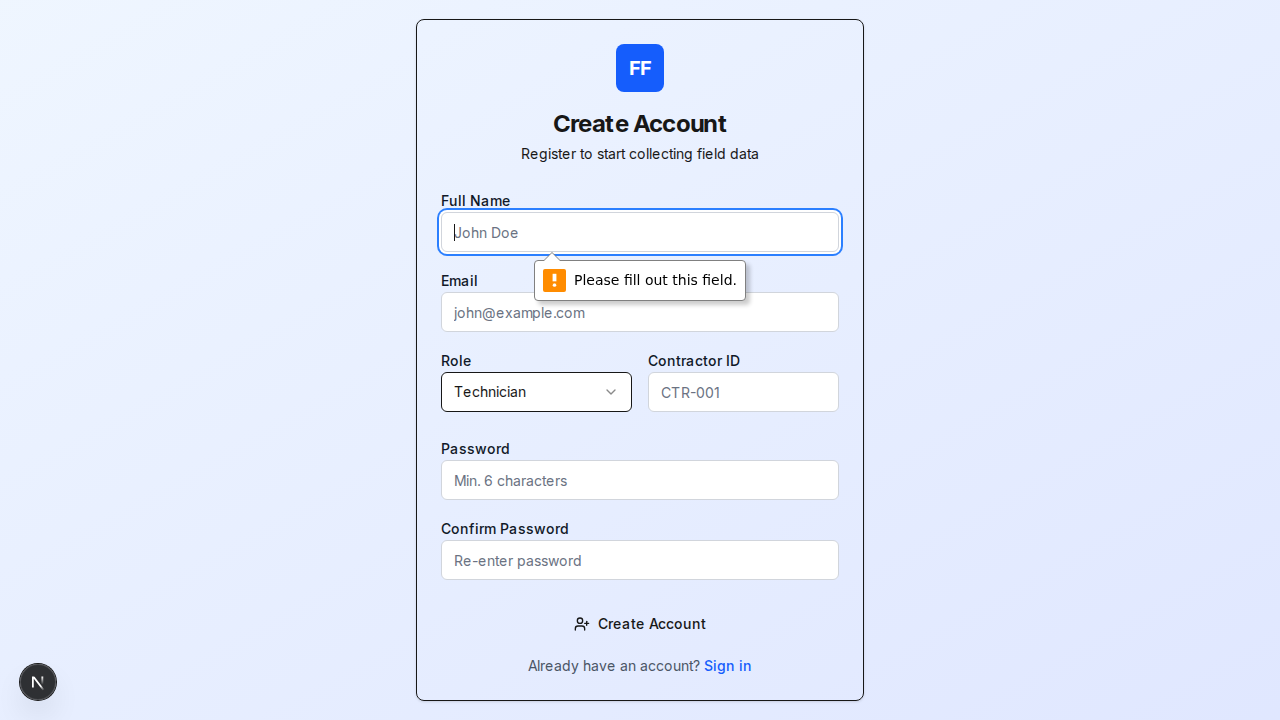 FF
Create Account
Register to start collecting field data
Full Name
John Doe
Please fill out this field.
Email
john@example.com
Role
Contractor ID
Technician
CTR-001
Password
Min. 6 characters
Confirm Password
Re-enter password
Create Account
Already have an account? Sign in
N